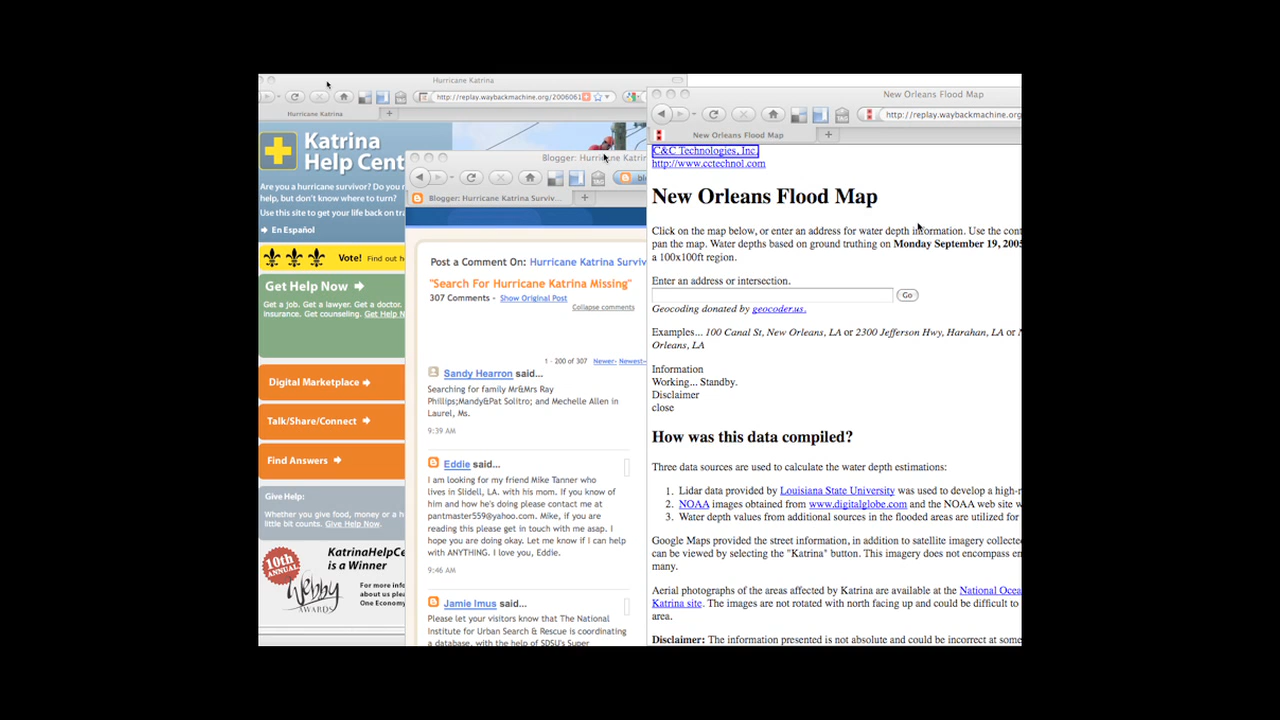 Hurricane Katrina
http://replay.waybackmachine.org/2006061
Hurricane Katrina
Katrina
Help Cent
Are you a hurricane survivor? Do you r
help, but don't know where to turn?
Use this site to get your life back on tra
En Español
Vote! Find out h
Get Help Now
Get a job. Get a lawyer. Get a doctor.
insurance. Get counseling. Get Help N
Digital Marketplace
Talk/Share/Connect
Find Answers
Give Help:
Whether you give food, money or a h
little bit counts. Give Help Now.
10th
ANNUAL
Webby
AWARDS
KatrinaHelpCe
is a Winner
For more info
about us plea
One Economy
Blogger: Hurricane Katrin
Blogger: Hurricane Katrina Surviv...
Post a Comment On: Hurricane Katrina Surviv
"Search For Hurricane Katrina Missing"
307 Comments - Show Original Post
Collapse comments
1 - 200 of 307 Newer› Newest»
Sandy Hearron said...
Searching for family Mr&Mrs Ray
Phillips;Mandy&Pat Solitro; and Mechelle Allen in
Laurel, Ms.
9:39 AM
Eddie said...
I am looking for my friend Mike Tanner who
lives in Slidell, LA. with his mom. If you know of
him and how he's doing please contact me at
pantmaster559@yahoo.com. Mike, if you are
reading this please get in touch with me asap. I
hope you are doing okay. Let me know if I can help
with ANYTHING. I love you, Eddie.
9:46 AM
Jamie Imus said...
Please let your visitors know that The National
Institute for Urban Search & Rescue is coordinating
a database, with the help of SDSU's Super
New Orleans Flood Map
http://replay.waybackmachine.org
New Orleans Flood Map
C&C Technologies, Inc.
http://www.cctechnol.com
New Orleans Flood Map
Click on the map below, or enter an address for water depth information. Use the cont
pan the map. Water depths based on ground truthing on Monday September 19, 2005
a 100x100ft region.
Enter an address or intersection.
Go
Geocoding donated by geocoder.us.
Examples... 100 Canal St, New Orleans, LA or 2300 Jefferson Hwy, Harahan, LA or N
Orleans, LA
Information
Working... Standby.
Disclaimer
close
How was this data compiled?
Three data sources are used to calculate the water depth estimations:
1. Lidar data provided by Louisiana State University was used to develop a high-r
2. NOAA images obtained from www.digitalglobe.com and the NOAA web site w
3. Water depth values from additional sources in the flooded areas are utilized for
Google Maps provided the street information, in addition to satellite imagery collecte
can be viewed by selecting the "Katrina" button. This imagery does not encompass en
many.
Aerial photographs of the areas affected by Katrina are available at the National Ocea
Katrina site. The images are not rotated with north facing up and could be difficult to
area.
Disclaimer: The information presented is not absolute and could be incorrect at some